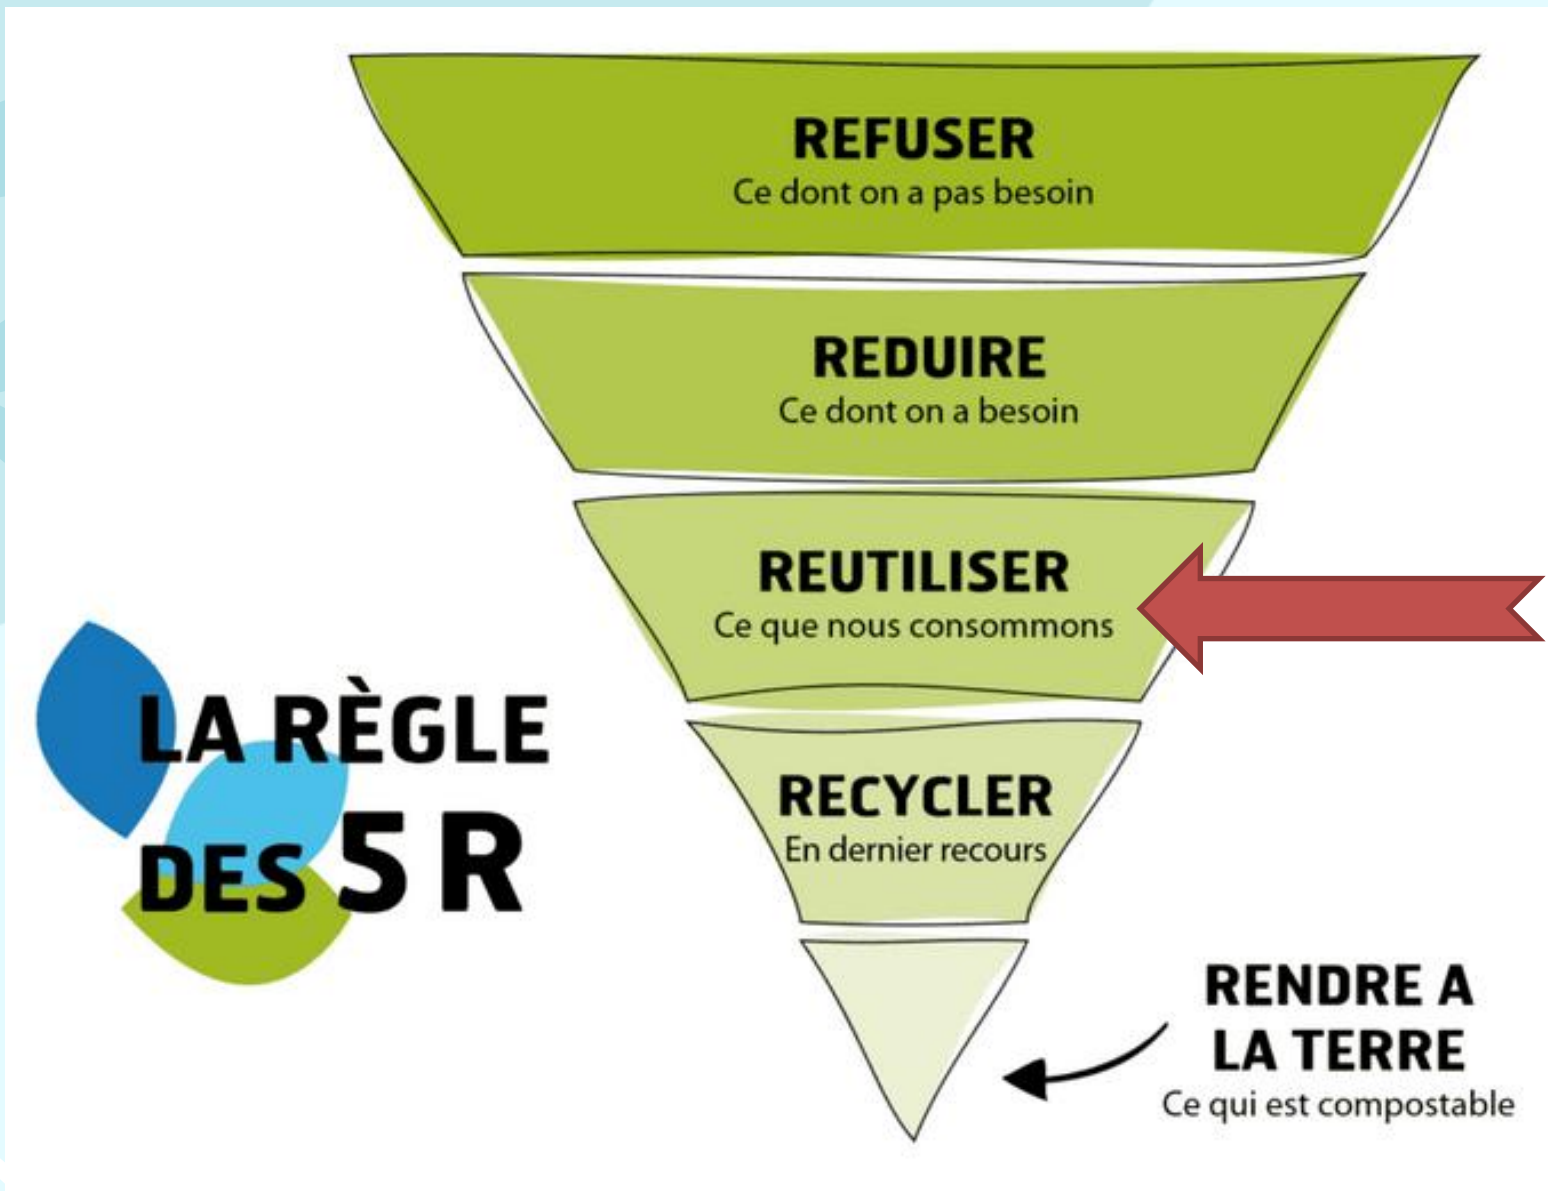 REFUSER
Ce dont on a pas besoin
REDUIRE
Ce dont on a besoin
REUTILISER
Ce que nous consommons
RECYCLER
En dernier recours
RENDRE A
LA TERRE
Ce qui est compostable
LA RÈGLE
DES 5 R